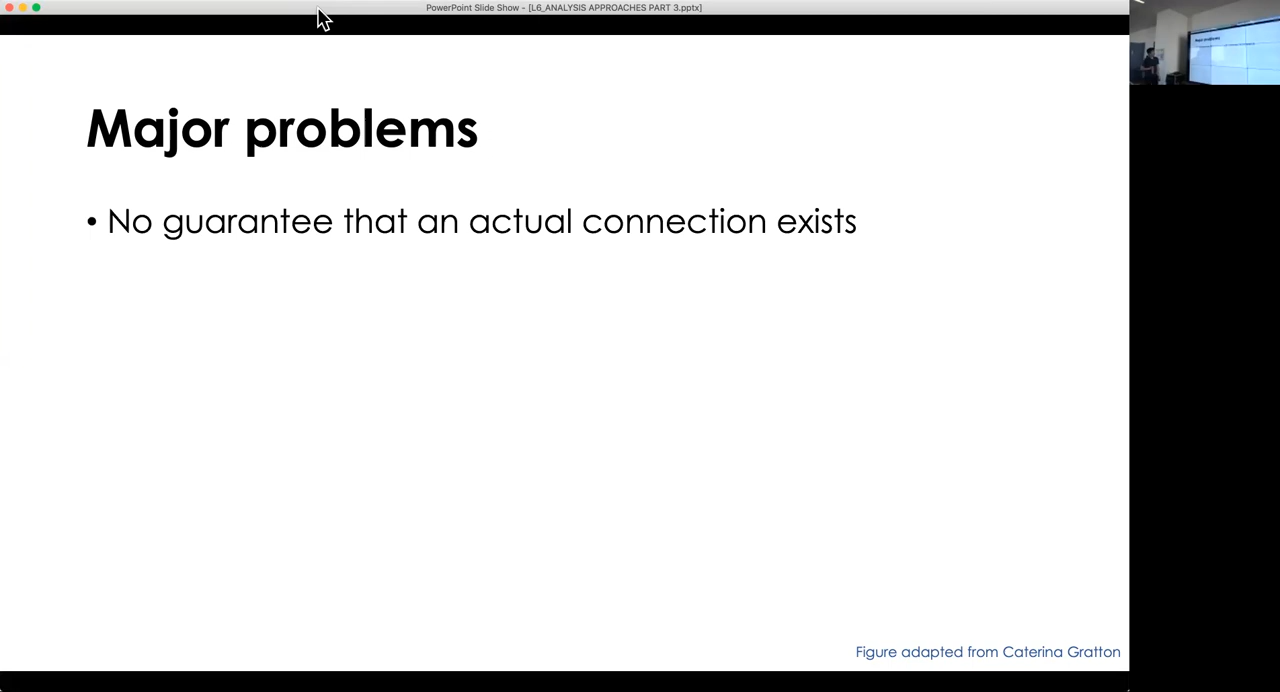 PowerPoint Slide Show - [L6_ANALYSIS APPROACHES PART 3.pptx]
Major problems
• No guarantee that an actual connection exists
Figure adapted from Caterina Gratton